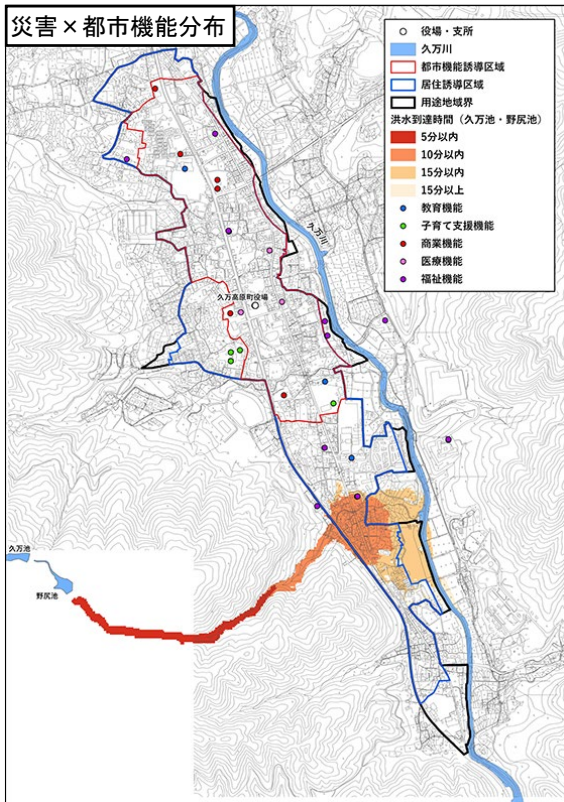 災害×都市機能分布
役場・支所
久万川
都市機能誘導区域
居住誘導区域
用途地域界
洪水到達時間（久万池・野尻池）
5分以内
10分以内
15分以内
15分以上
教育機能
子育て支援機能
商業機能
医療機能
福祉機能
久万川
久万高原町役場
久万池
野尻池